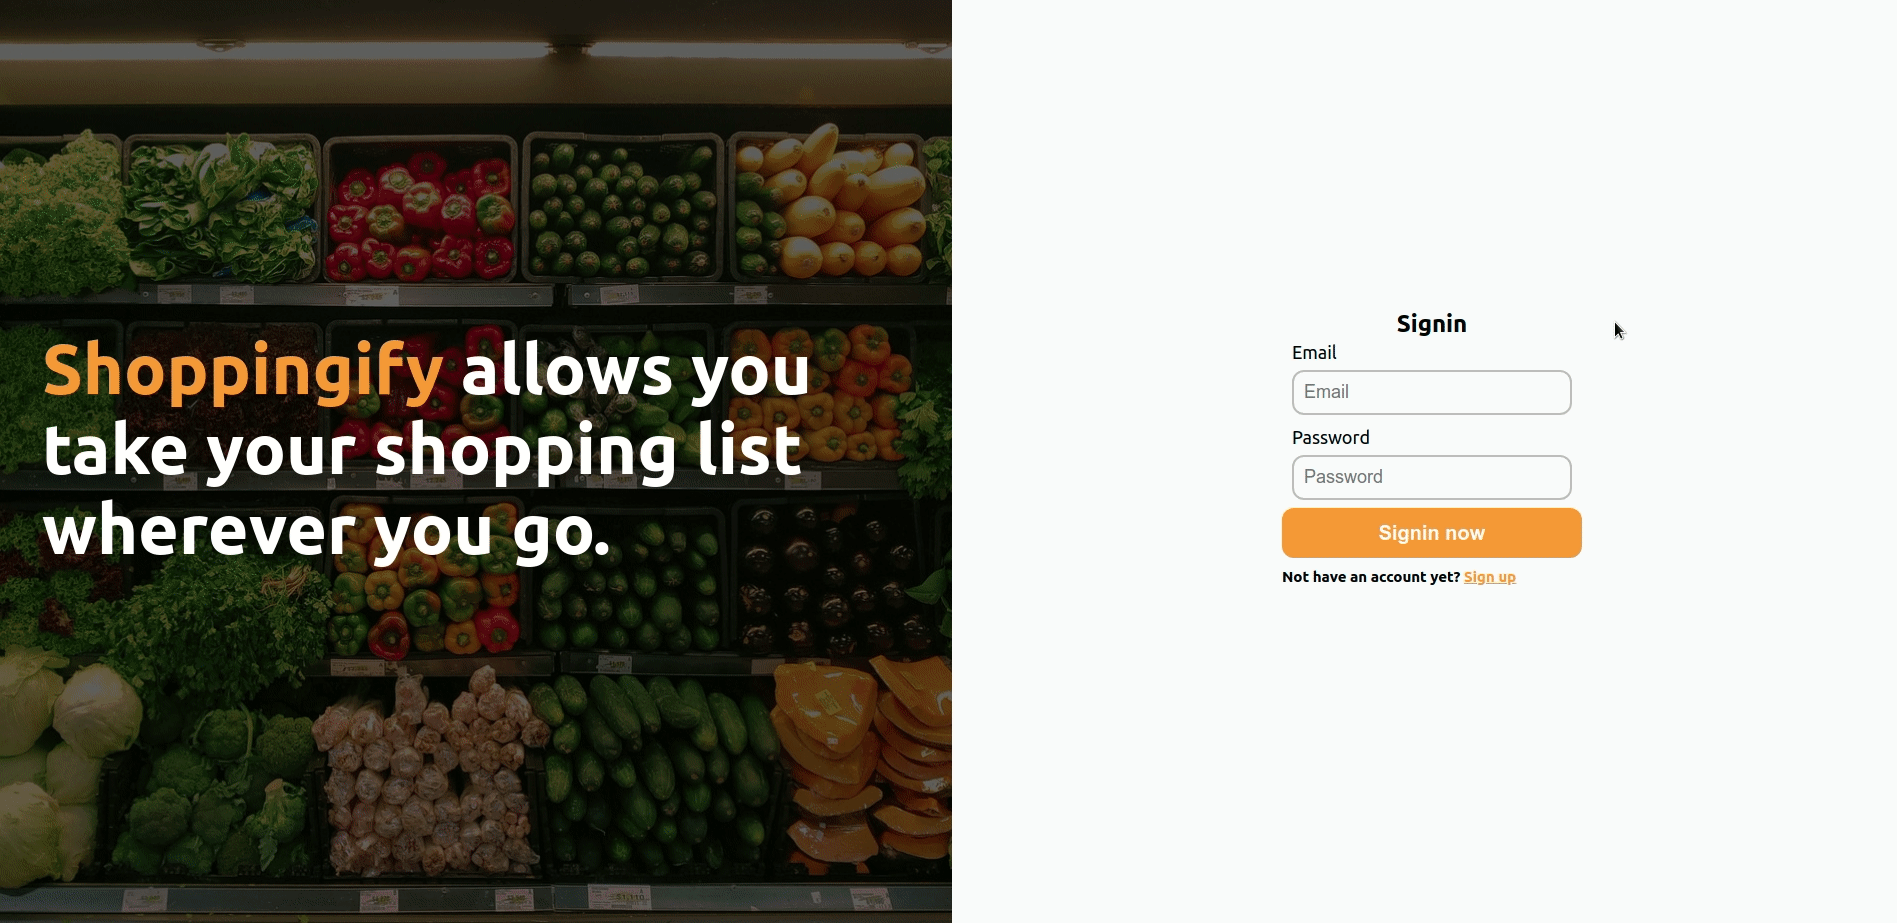 Shoppingify allows you
take your shopping list
wherever you go.
Signin
Email
Email
Password
Password
Signin now
Not have an account yet? Sign up